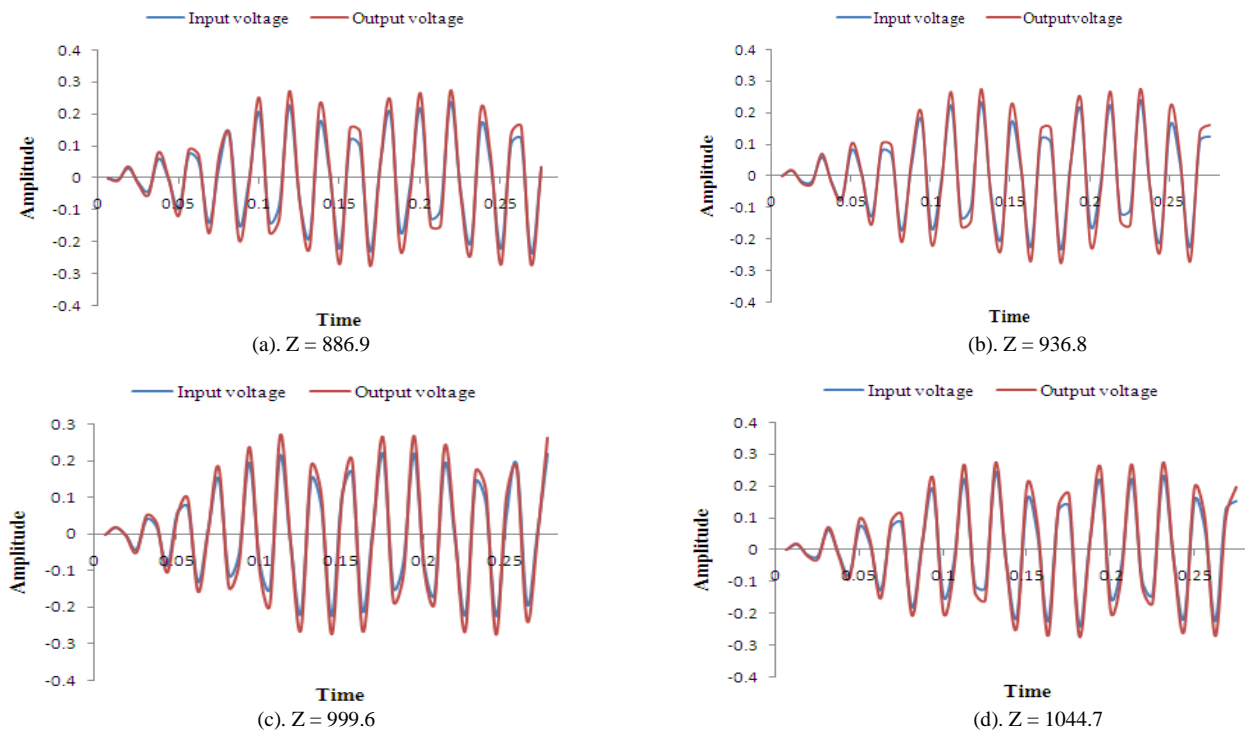 Input voltage Output voltage
0.4
0.3
0.2
0.1
0
-0.1
-0.2
-0.3
-0.4
0 0.05 0.1 0.15 0.2 0.25
Amplitude
Time
(a). Z = 886.9
Input voltage Outputvoltage
0.4
0.3
0.2
0.1
0
-0.1
-0.2
-0.3
-0.4
0 0.05 0.1 0.15 0.2 0.25
Amplitude
Time
(b). Z = 936.8
Input voltage Output voltage
0.3
0.2
0.1
0
-0.1
-0.2
-0.3
-0.4
0 0.05 0.1 0.15 0.2 0.25
Amplitude
Time
(c). Z = 999.6
Input voltage Output voltage
0.4
0.3
0.2
0.1
0
-0.1
-0.2
-0.3
-0.4
0 0.05 0.1 0.15 0.2 0.25
Amplitude
Time
(d). Z = 1044.7